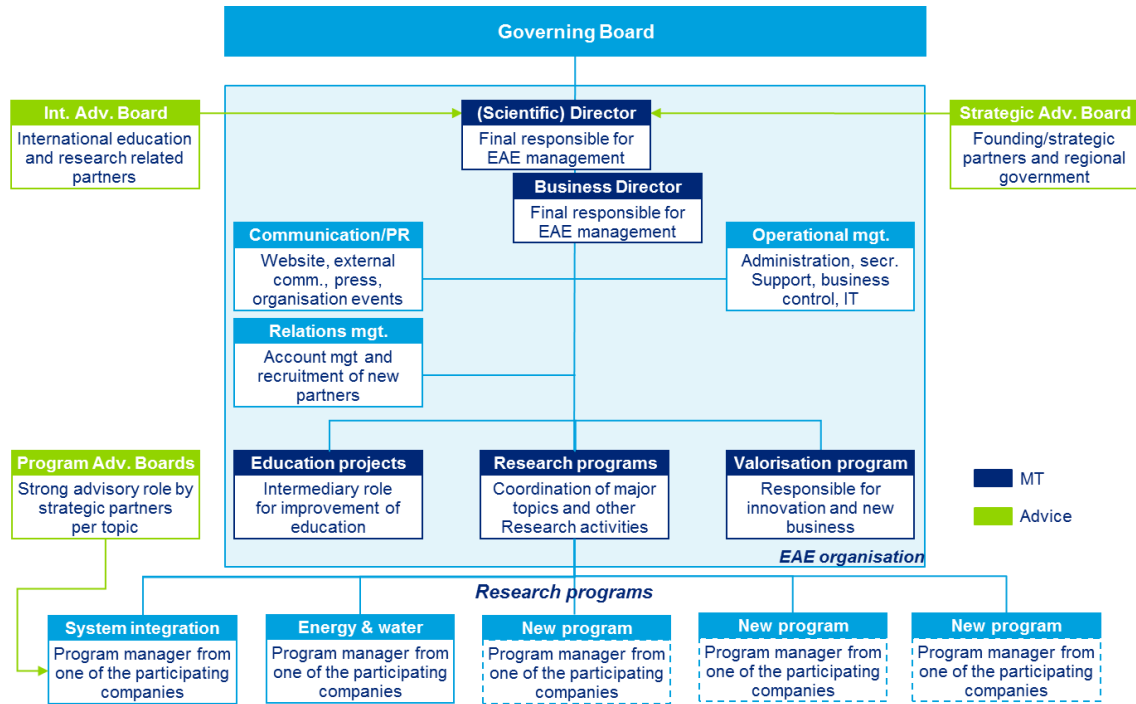 Governing Board
Int. Adv. Board
International education
and research related
partners
(Scientific) Director
Final responsible for
EAE management
Strategic Adv. Board
Founding/strategic
partners and regional
government
Business Director
Final responsible for
EAE management
Communication/PR
Website, external
comm., press,
organisation events
Operational mgt.
Administration, secr.
Support, business
control, IT
Relations mgt.
Account mgt and
recruitment of new
partners
Program Adv. Boards
Strong advisory role by
strategic partners
per topic
Education projects
Intermediary role
for improvement of
education
Research programs
Coordination of major
topics and other
Research activities
Valorisation program
Responsible for
innovation and new
business
MT
Advice
EAE organisation
Research programs
System integration
Program manager from
one of the participating
companies
Energy & water
Program manager from
one of the participating
companies
New program
Program manager from
one of the participating
companies
New program
Program manager from
one of the participating
companies
New program
Program manager from
one of the participating
companies